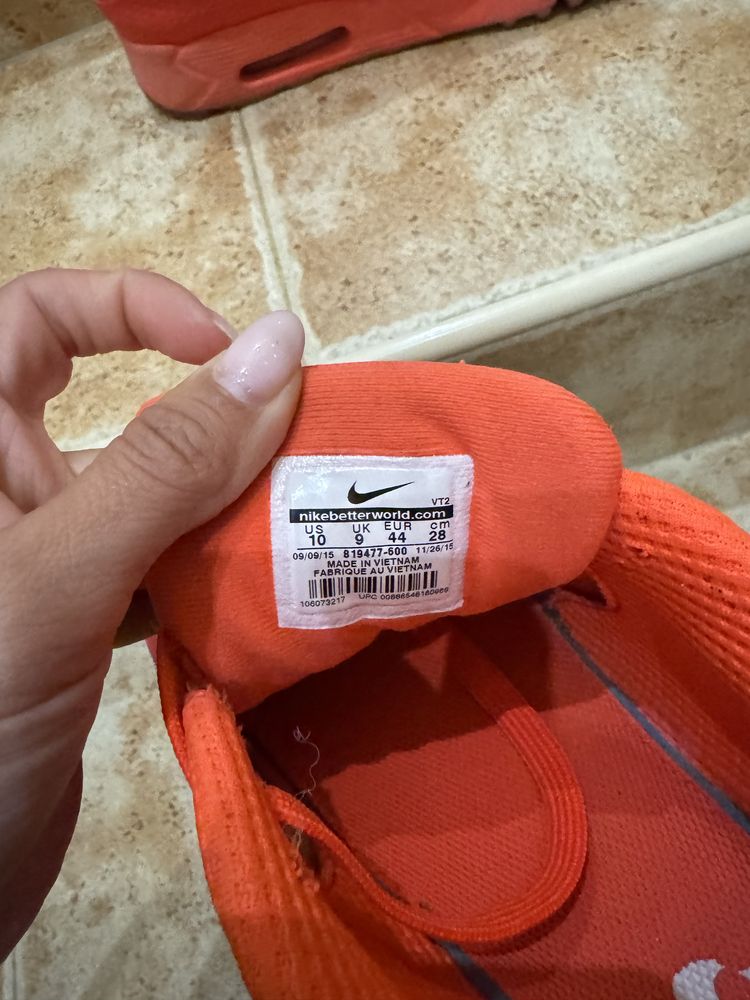 VT2
nikebetterworld.com
US UK EUR cm
10 9 44 28
09/09/15 819477-600 11/26/15
MADE IN VIETNAM
FABRIQUE AU VIETNAM
106073217 UPC